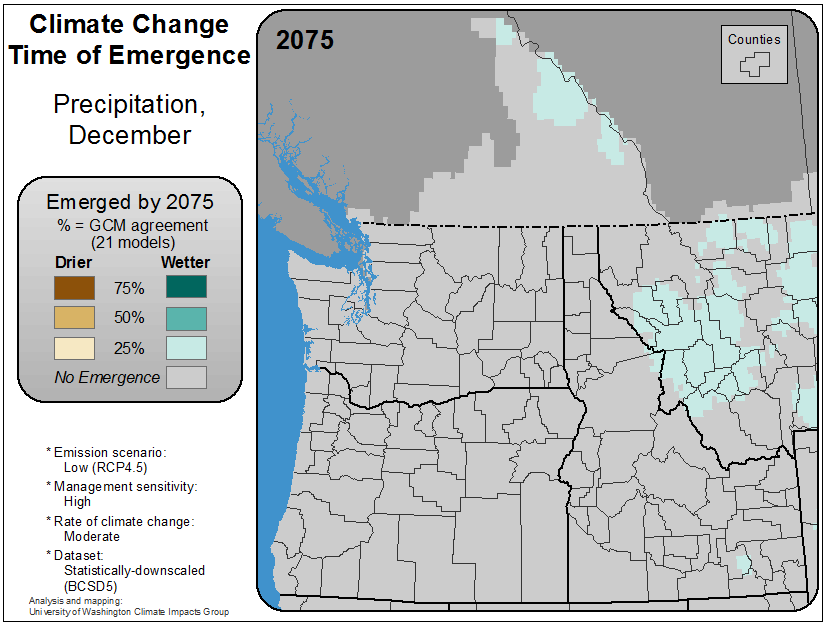 Climate Change
Time of Emergence
Precipitation,
December
Emerged by 2075
% = GCM agreement
(21 models)
Drier Wetter
75%
50%
25%
No Emergence
* Emission scenario:
Low (RCP4.5)
* Management sensitivity:
High
* Rate of climate change:
Moderate
* Dataset:
Statistically-downscaled
(BCSD5)
Analysis and mapping:
University of Washington Climate Impacts Group
2075
Counties